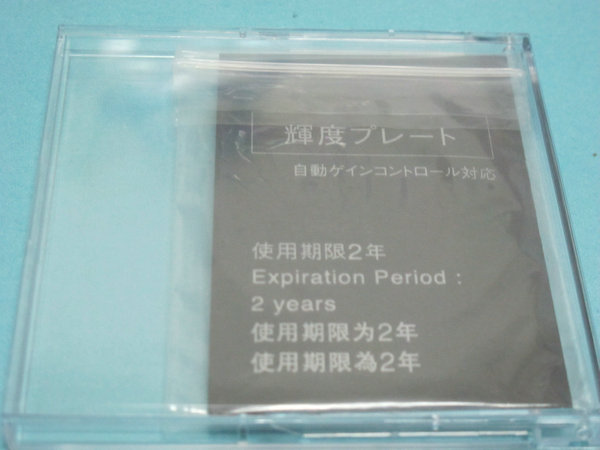 輝度プレート
自動ゲインコントロール対応
使用期限2年
Expiration Period :
2 years
使用期限为2年
使用期限為2年